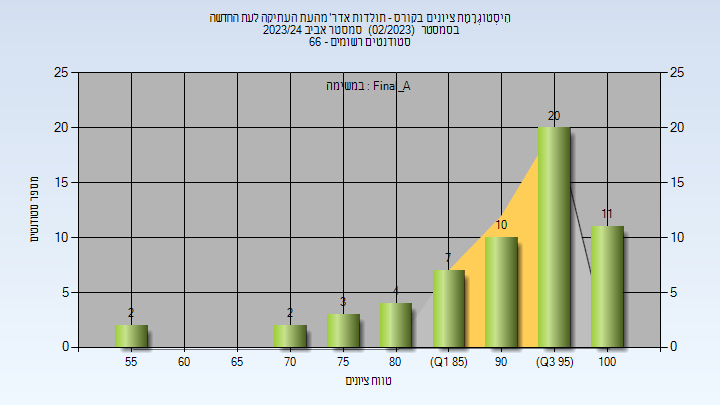 היסטוגרמת ציונים בקורס - תולדות אדר' מהעת העתיקה לעת החדשה
בסמסטר (02/2023) סמסטר אביב 2023/24
סטודנטים רשומים - 66
במשימה : Final_A
25 25
20 20
15 15
10 10
5 5
0 0
2 2 3 4 7 10 20 11
55 60 65 70 75 80 (Q1 85) 90 (Q3 95) 100
מספר סטודנטים
טווח ציונים